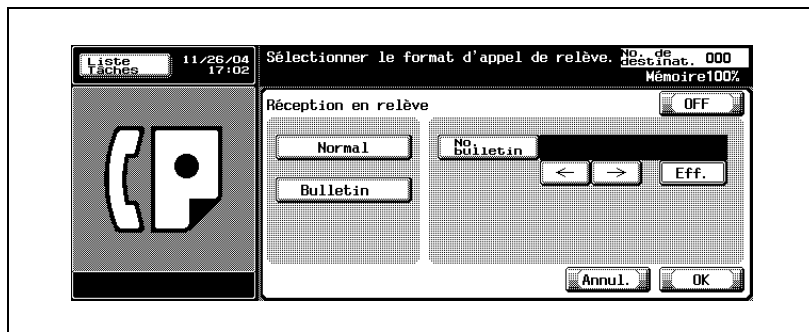 Liste
Tâches
11/26/04
17:02
Sélectionner le format d'appel de relève.
No. de
destinat. 000
Mémoire100%
Réception en relève
OFF
Normal
No.
bulletin
Bulletin
← → Eff.
Annul. OK